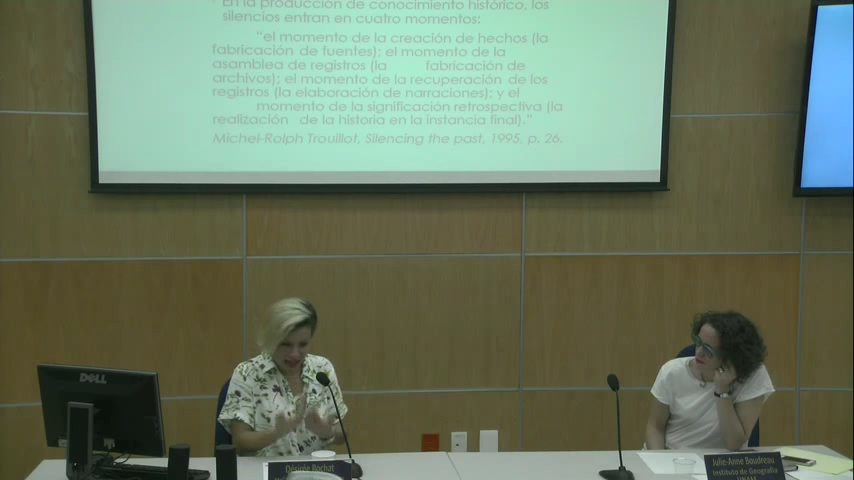 En la producción de conocimiento histórico, los
silencios entran en cuatro momentos:
"el momento de la creación de hechos (la
fabricación de fuentes); el momento de la
asamblea de registros (la fabricación de
archivos); el momento de la recuperación de los
registros (la elaboración de narraciones); y el
momento de la significación retrospectiva (la
realización de la historia en la instancia final)."
Michel-Rolph Trouillot, Silencing the past, 1995, p. 26.
DELL
Désirée Rochat
Julie-Anne Boudreau
Instituto de Geografía
UNAM